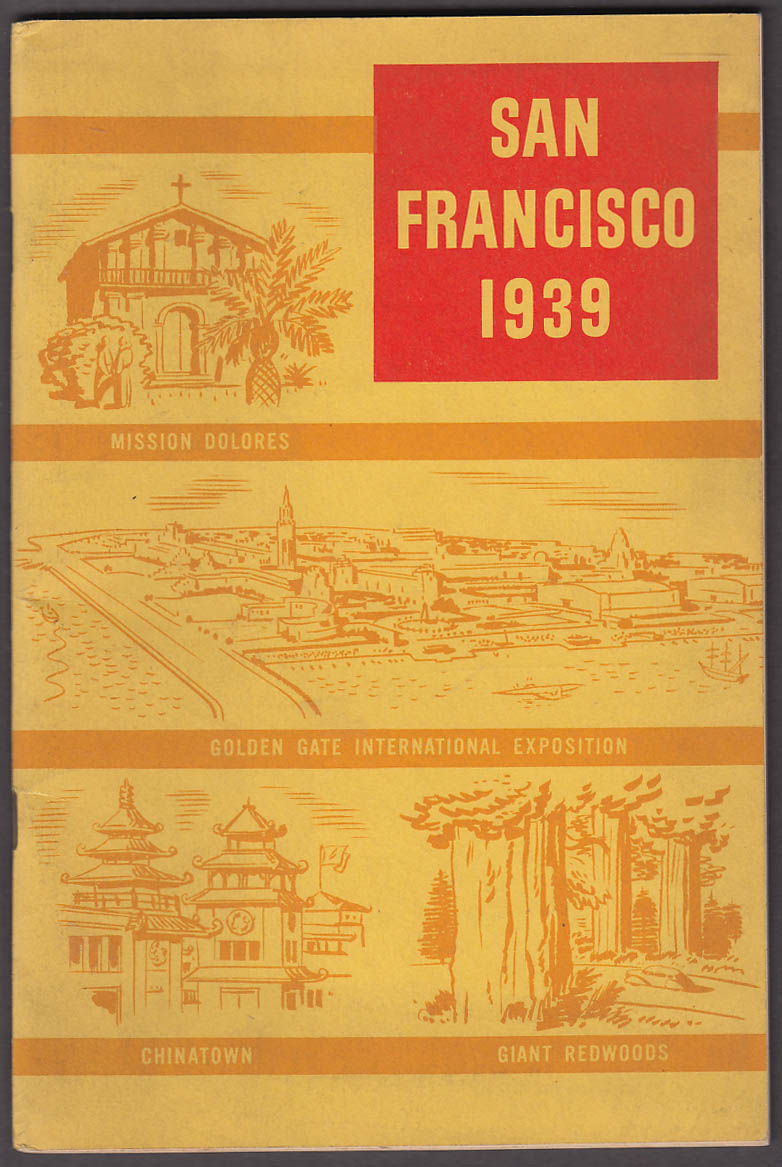 SAN
FRANCISCO
1939
MISSION DOLORES
GOLDEN GATE INTERNATIONAL EXPOSITION
CHINATOWN
GIANT REDWOODS